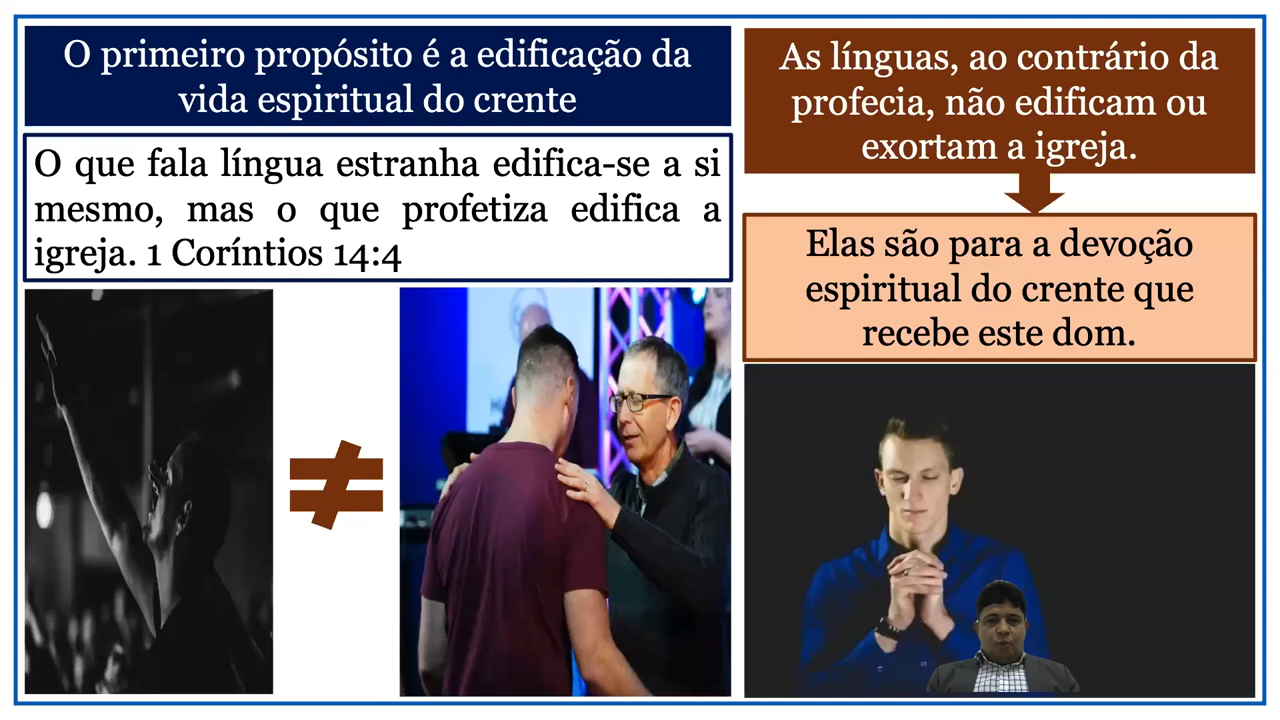 O primeiro propósito é a edificação da
vida espiritual do crente
O que fala língua estranha edifica-se a si
mesmo, mas o que profetiza edifica a
igreja. 1 Coríntios 14:4
As línguas, ao contrário da
profecia, não edificam ou
exortam a igreja.
Elas são para a devoção
espiritual do crente que
recebe este dom.